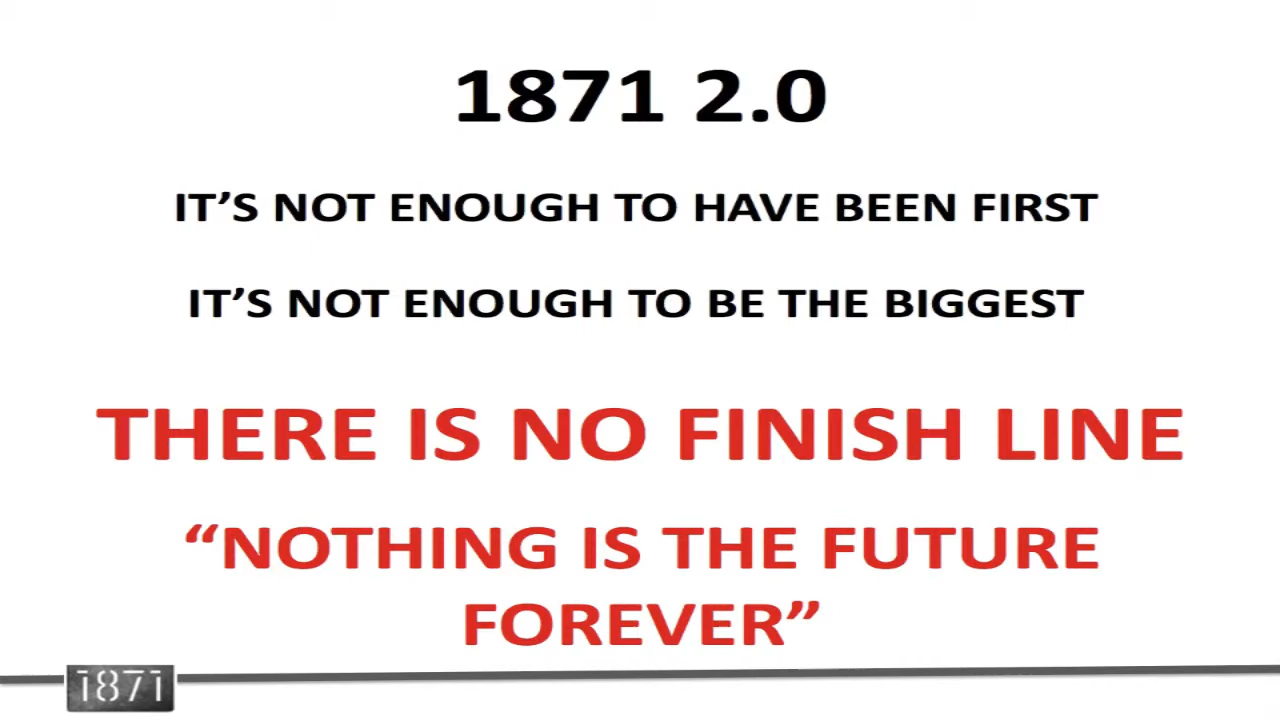 1871 2.0
IT’S NOT ENOUGH TO HAVE BEEN FIRST
IT’S NOT ENOUGH TO BE THE BIGGEST
THERE IS NO FINISH LINE
“NOTHING IS THE FUTURE
FOREVER”
1871